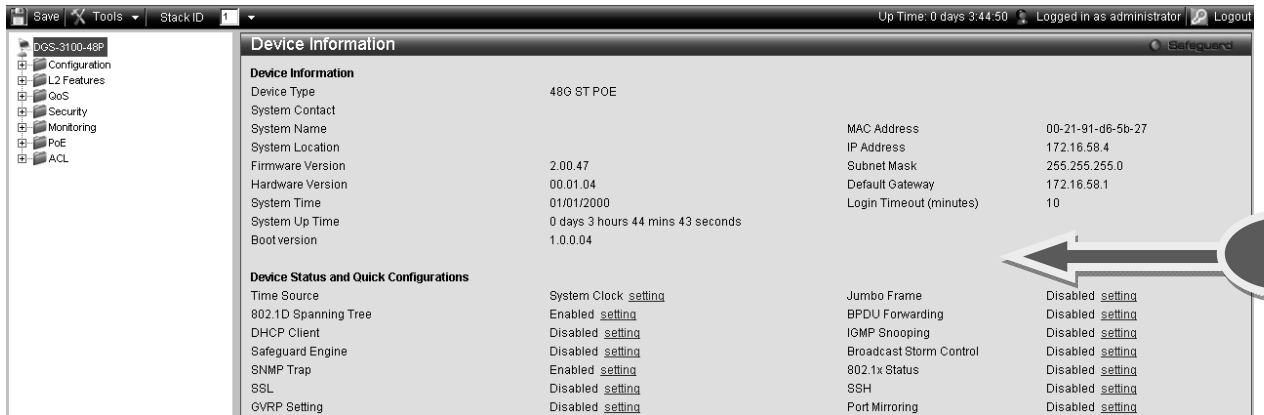 Save Tools Stack ID 1 Up Time: 0 days 3:44:50 Logged in as administrator Logout
DGS-3100-48P
Configuration
L2 Features
QoS
Security
Monitoring
PoE
ACL
Device Information Safeguard
Device Information
Device Type 48G ST POE
System Contact
System Name MAC Address 00-21-91-d6-5b-27
System Location IP Address 172.16.58.4
Firmware Version 2.00.47 Subnet Mask 255.255.255.0
Hardware Version 00.01.04 Default Gateway 172.16.58.1
System Time 01/01/2000 Login Timeout (minutes) 10
System Up Time 0 days 3 hours 44 mins 43 seconds
Boot version 1.0.0.04
Device Status and Quick Configurations
Time Source System Clock setting Jumbo Frame Disabled setting
802.1D Spanning Tree Enabled setting BPDU Forwarding Disabled setting
DHCP Client Disabled setting IGMP Snooping Disabled setting
Safeguard Engine Disabled setting Broadcast Storm Control Disabled setting
SNMP Trap Enabled setting 802.1x Status Disabled setting
SSL Disabled setting SSH Disabled setting
GVRP Setting Disabled setting Port Mirroring Disabled setting